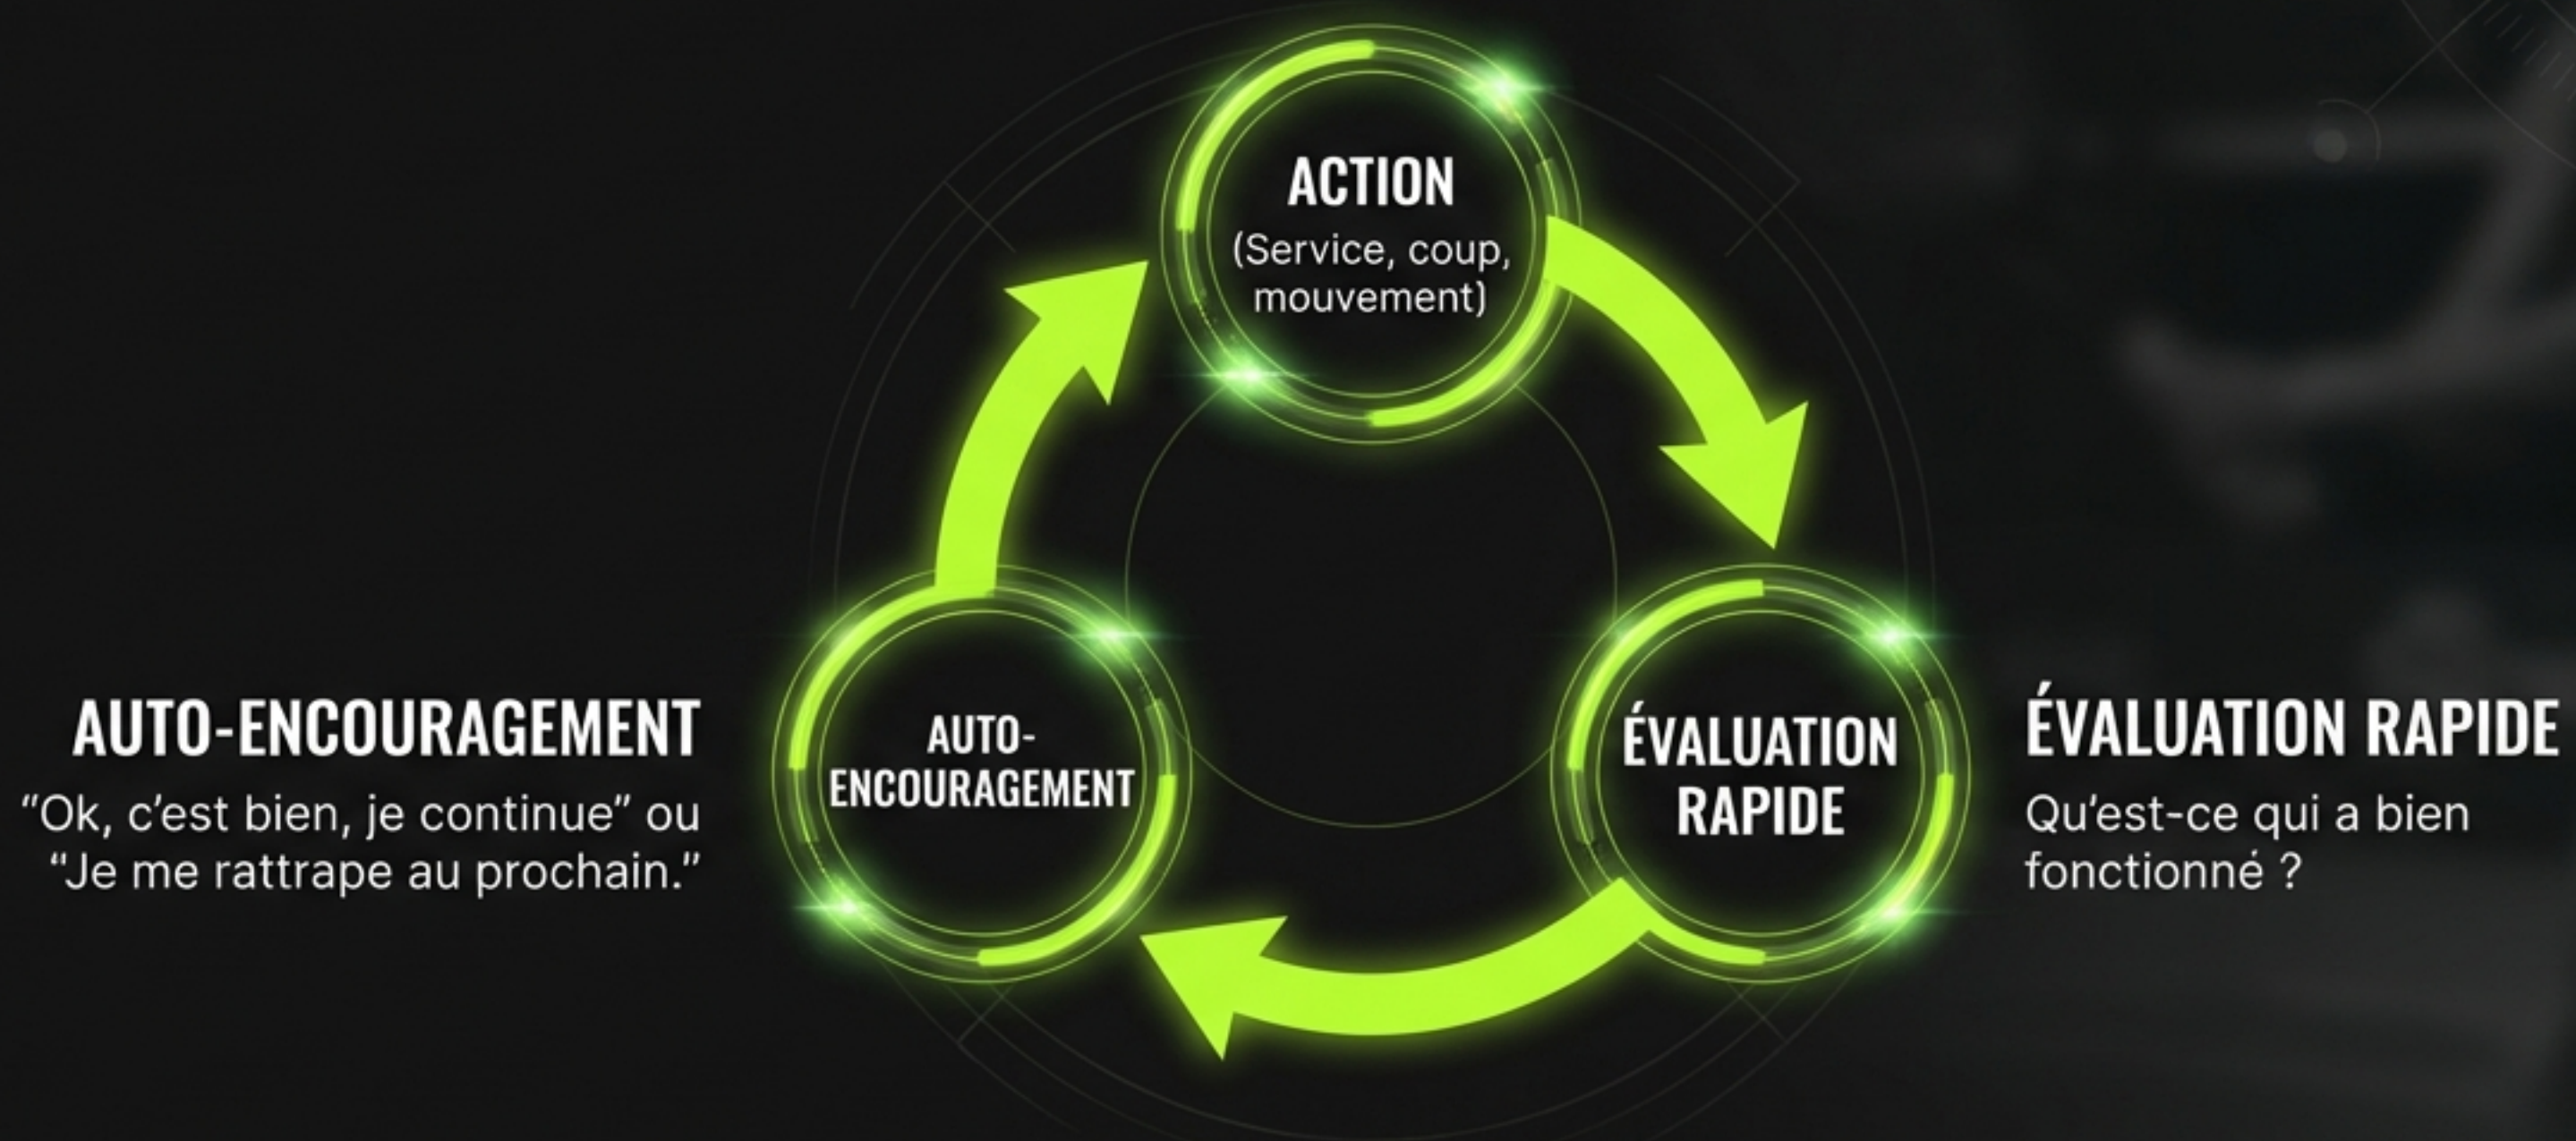 ACTION
(Service, coup,
mouvement)
AUTO-ENCOURAGEMENT
“Ok, c’est bien, je continue” ou
“Je me rattrape au prochain.”
AUTO-
ENCOURAGEMENT
ÉVALUATION
RAPIDE
ÉVALUATION RAPIDE
Qu’est-ce qui a bien
fonctionné ?